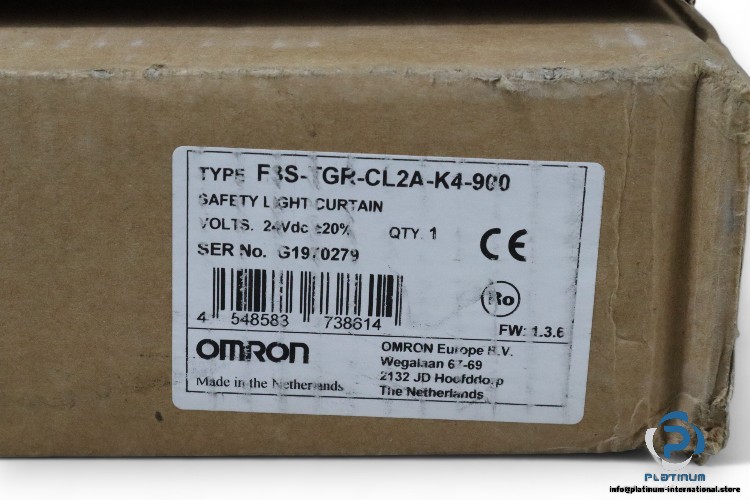 TYPE F3S-TGR-CL2A-K4-900
SAFETY LIGHT CURTAIN
VOLTS. 24Vdc ±20% QTY. 1
SER No. G1970279
CE
Ro
4 548583 738614
FW: 1.3.6
OMRON
OMRON Europe B.V.
Wegalaan 67-69
2132 JD Hoofddorp
The Netherlands
Made in the Netherlands
PLATINUM
info@platinum-international.store